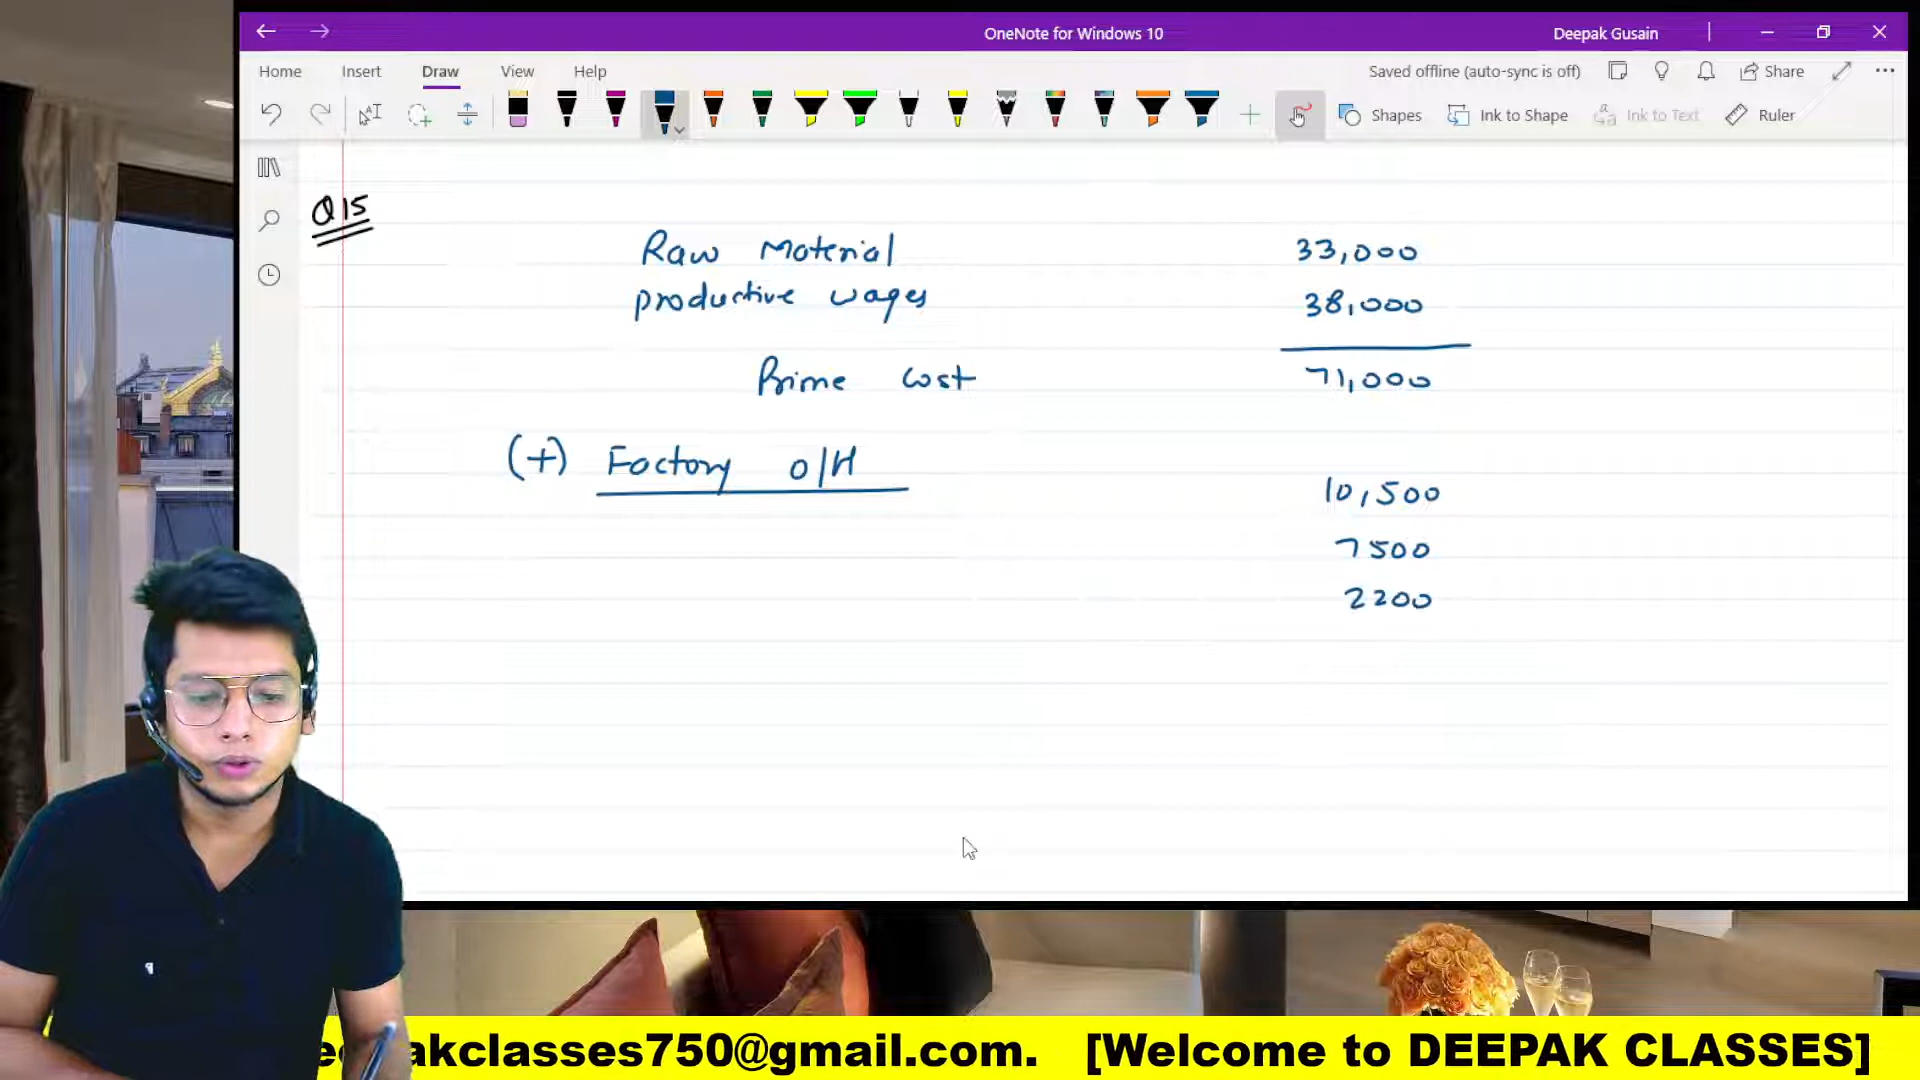 OneNote for Windows 10
Deepak Gusain
Home Insert Draw View Help
Saved offline (auto-sync is off)
Share
Shapes
Ink to Shape
Ink to Text
Ruler
Q15
Raw Material 33,000
productive wages 38,000
Prime cost 71,000
(+) Factory O/H
10,500
7500
2200
akclasses750@gmail.com. [Welcome to DEEPAK CLASSES]